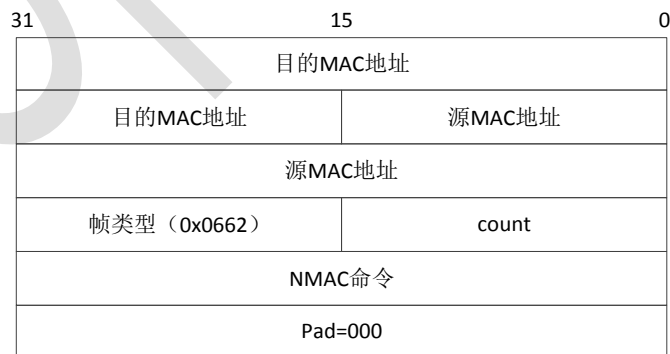 31 15 0
目的MAC地址
目的MAC地址 源MAC地址
源MAC地址
帧类型（0x0662） count
NMAC命令
Pad=000